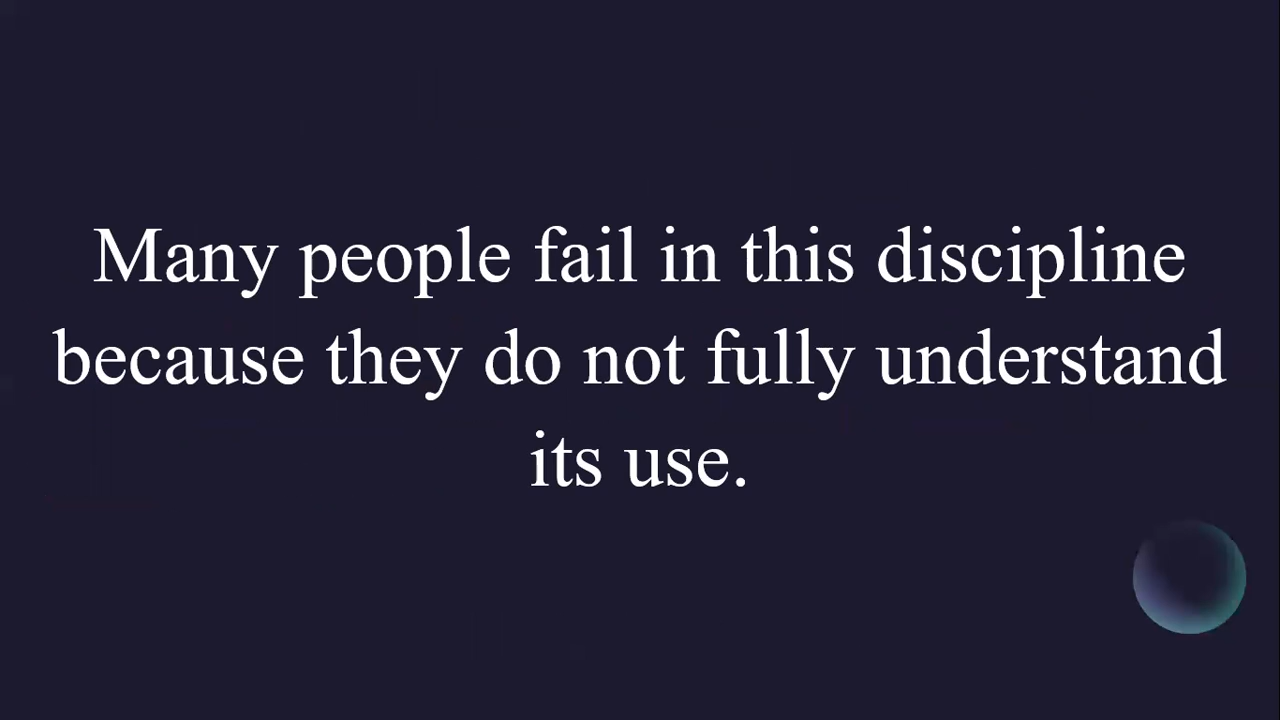 Many people fail in this discipline
because they do not fully understand
its use.